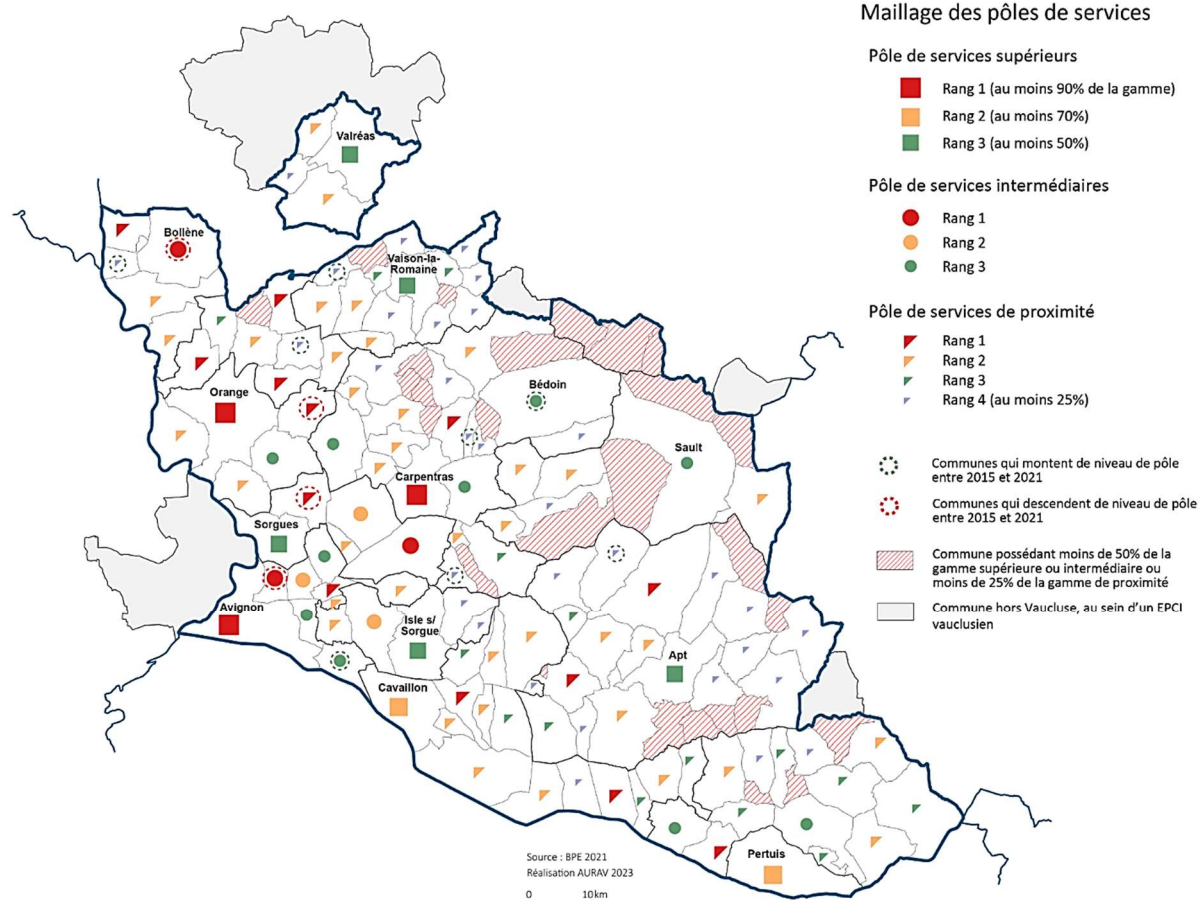 Maillage des pôles de services
Pôle de services supérieurs
Rang 1 (au moins 90% de la gamme)
Rang 2 (au moins 70%)
Rang 3 (au moins 50%)
Pôle de services intermédiaires
Rang 1
Rang 2
Rang 3
Pôle de services de proximité
Rang 1
Rang 2
Rang 3
Rang 4 (au moins 25%)
Communes qui montent de niveau de pôle
entre 2015 et 2021
Communes qui descendent de niveau de pôle
entre 2015 et 2021
Commune possédant moins de 50% de la
gamme supérieure ou intermédiaire ou
moins de 25% de la gamme de proximité
Commune hors Vaucluse, au sein d'un EPCI
vauclusien
Valréas
Bollène
Vaison-la-
Romaine
Orange
Bédoin
Sault
Carpentras
Sorgues
Avignon
Isle s/
Sorgue
Apt
Cavaillon
Pertuis
Source : BPE 2021
Réalisation AURAV 2023
0 10 km